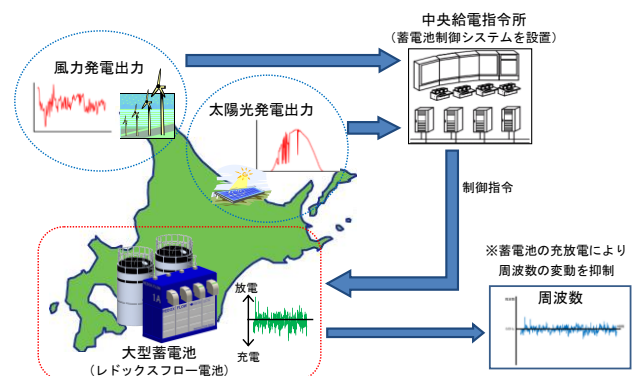 中央給電指令所
(蓄電池制御システムを設置)
風力発電出力
太陽光発電出力
制御指令
※蓄電池の充放電により
周波数の変動を抑制
放電
充電
1A
大型蓄電池
(レドックスフロー電池)
周波数